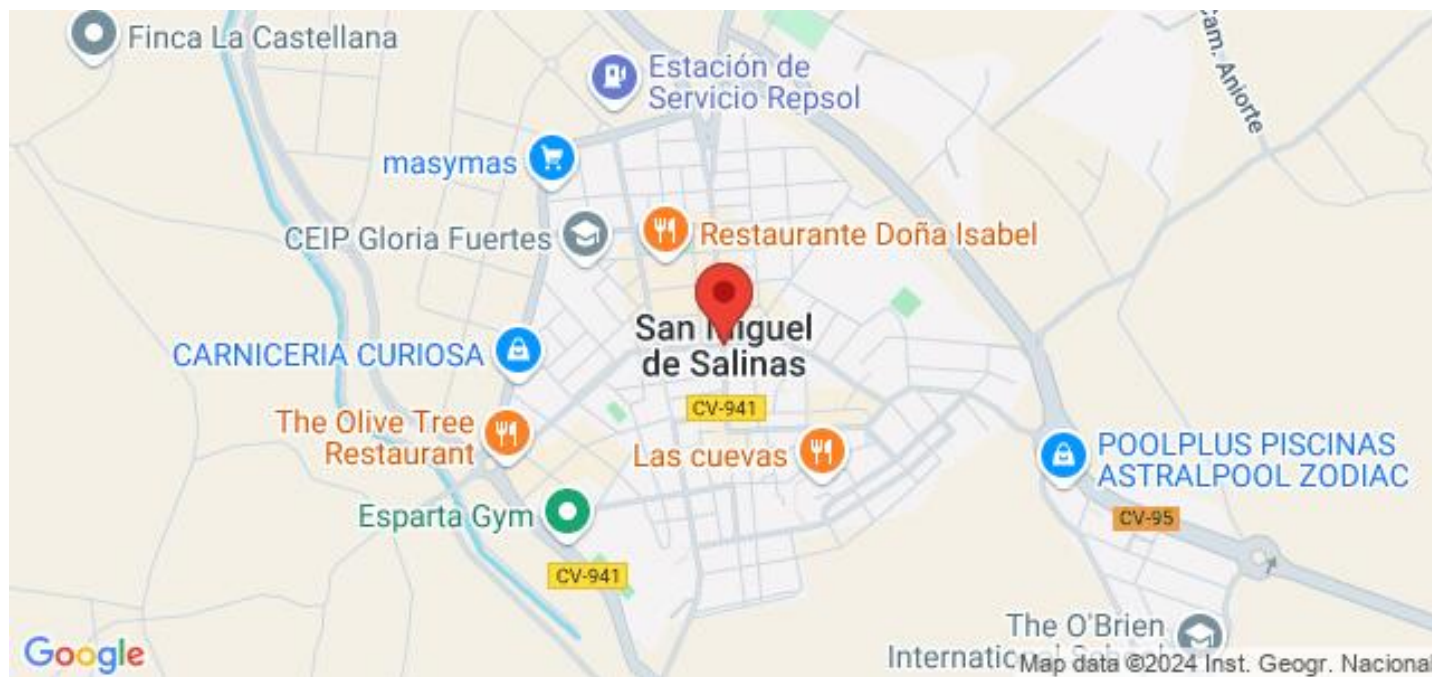 Finca La Castellana
Estación de
Servicio Repsol
Cam. Aniorte
masymas
CEIP Gloria Fuertes
Restaurante Doña Isabel
San Miguel
de Salinas
CARNICERIA CURIOSA
CV-941
The Olive Tree
Restaurant
Las cuevas
POOLPLUS PISCINAS
ASTRALPOOL ZODIAC
Esparta Gym
CV-95
CV-941
The O'Brien
International
Google
Map data ©2024 Inst. Geogr. Nacional